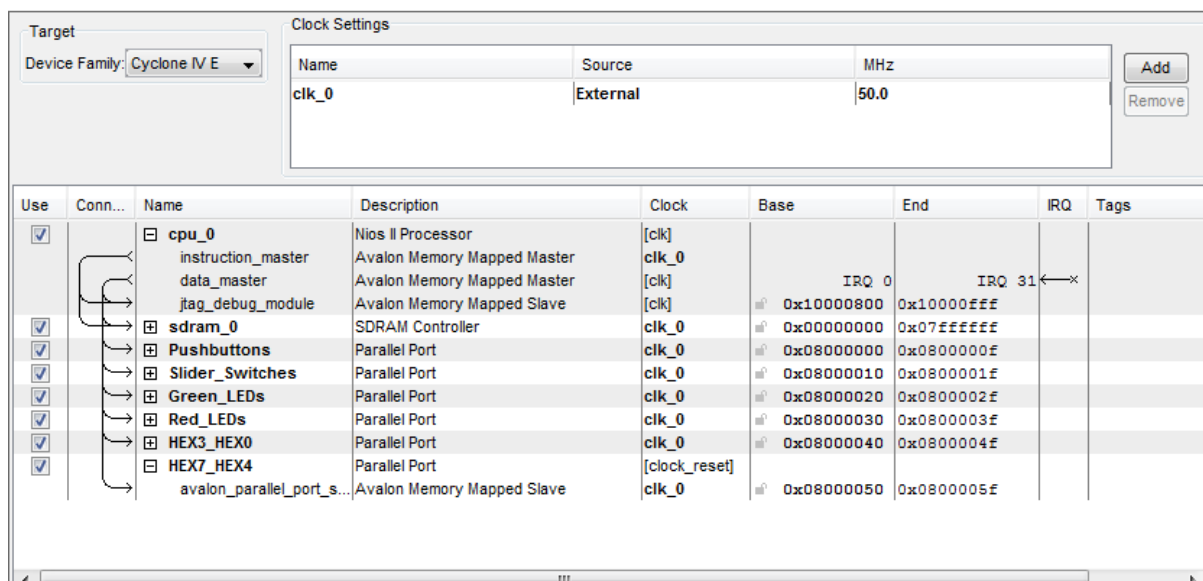 Target
Device Family: Cyclone IV E
Clock Settings
Name Source MHz
clk_0 External 50.0
Add
Remove
Use Conn... Name Description Clock Base End IRQ Tags
cpu_0 Nios II Processor [clk]
instruction_master Avalon Memory Mapped Master clk_0
data_master Avalon Memory Mapped Master [clk] IRQ 0 IRQ 31
jtag_debug_module Avalon Memory Mapped Slave [clk] 0x10000800 0x10000fff
sdram_0 SDRAM Controller clk_0 0x00000000 0x07ffffff
Pushbuttons Parallel Port clk_0 0x08000000 0x0800000f
Slider_Switches Parallel Port clk_0 0x08000010 0x0800001f
Green_LEDs Parallel Port clk_0 0x08000020 0x0800002f
Red_LEDs Parallel Port clk_0 0x08000030 0x0800003f
HEX3_HEX0 Parallel Port clk_0 0x08000040 0x0800004f
HEX7_HEX4 Parallel Port [clock_reset]
avalon_parallel_port_s... Avalon Memory Mapped Slave clk_0 0x08000050 0x0800005f